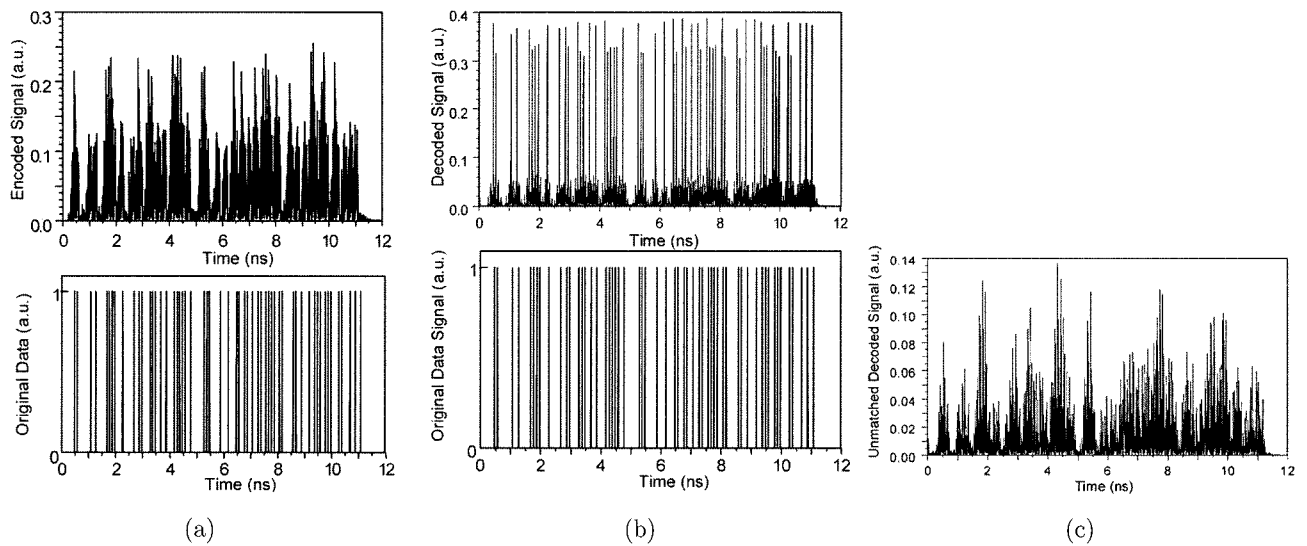 Encoded Signal (a.u.)
0.3
0.2
0.1
0.0
0 2 4 6 8 10 12
Time (ns)
Original Data (a.u.)
1
0
0 2 4 6 8 10 12
Time (ns)
(a)
Decoded Signal (a.u.)
0.4
0.3
0.2
0.1
0.0
0 2 4 6 8 10 12
Time (ns)
Original Data Signal (a.u.)
1
0
0 2 4 6 8 10 12
Time (ns)
(b)
Unmatched Decoded Signal (a.u.)
0.14
0.12
0.10
0.08
0.06
0.04
0.02
0.00
0 2 4 6 8 10 12
Time (ns)
(c)